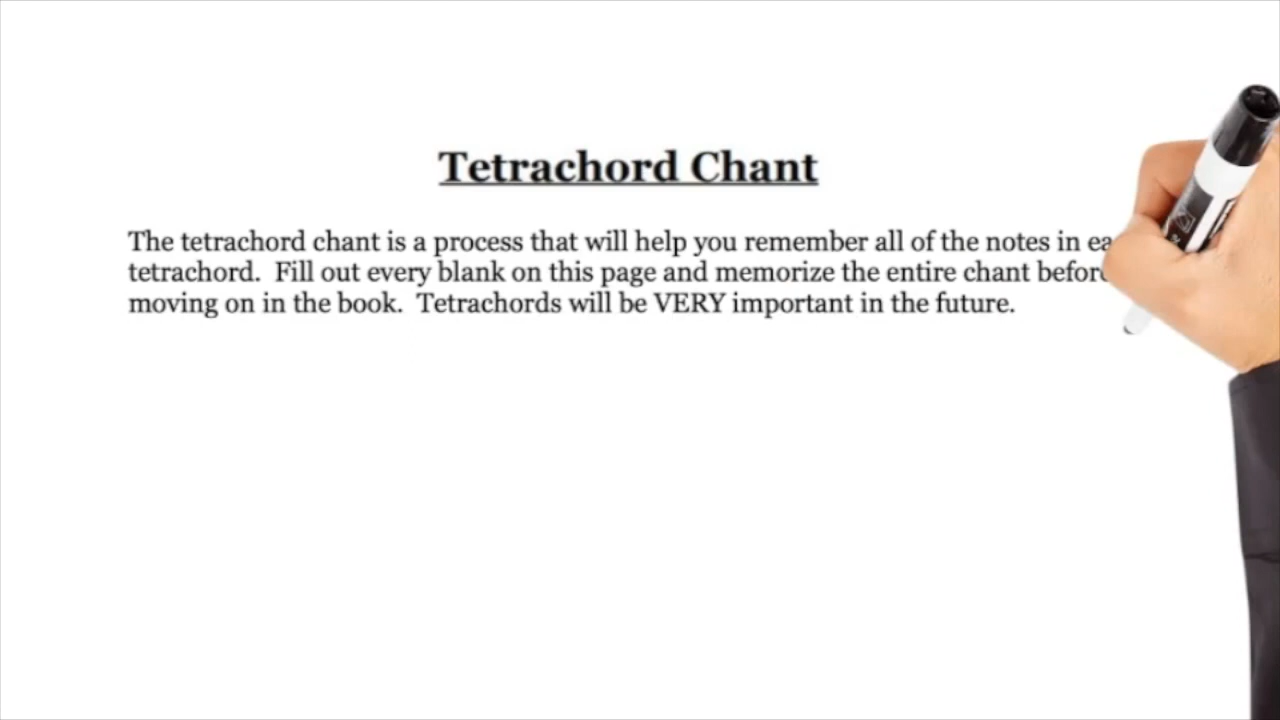 Tetrachord Chant
The tetrachord chant is a process that will help you remember all of the notes in ea
tetrachord.  Fill out every blank on this page and memorize the entire chant before
moving on in the book.  Tetrachords will be VERY important in the future.